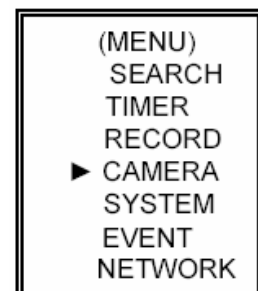 (MENU)
SEARCH
TIMER
RECORD
► CAMERA
SYSTEM
EVENT
NETWORK